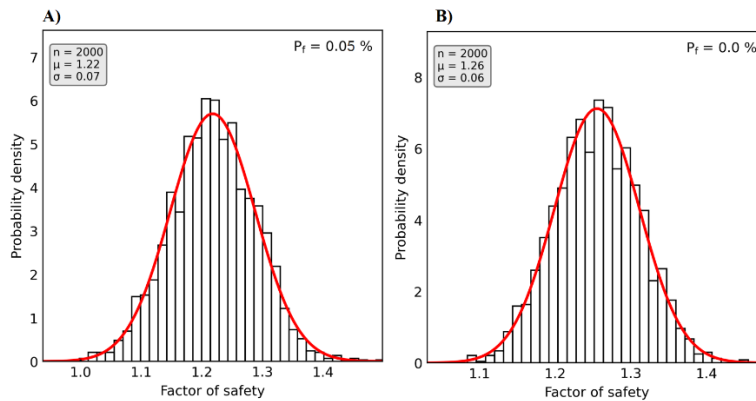 A)
P_f = 0.05 %
n = 2000
μ = 1.22
σ = 0.07
Probability density
7
6
5
4
3
2
1
0
1.0 1.1 1.2 1.3 1.4
Factor of safety
B)
P_f = 0.0 %
n = 2000
μ = 1.26
σ = 0.06
Probability density
8
6
4
2
0
1.1 1.2 1.3 1.4
Factor of safety